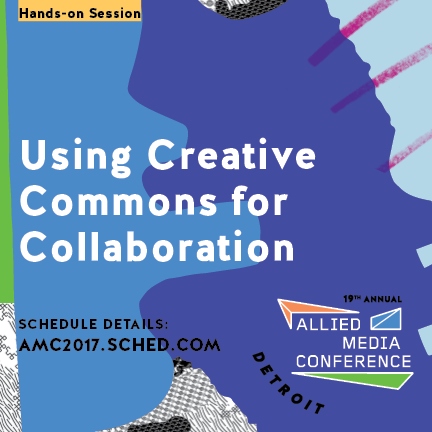 Hands-on Session
Using Creative
Commons for
Collaboration
SCHEDULE DETAILS:
AMC2017.SCHED.COM
19TH ANNUAL
ALLIED
MEDIA
CONFERENCE
DETROIT